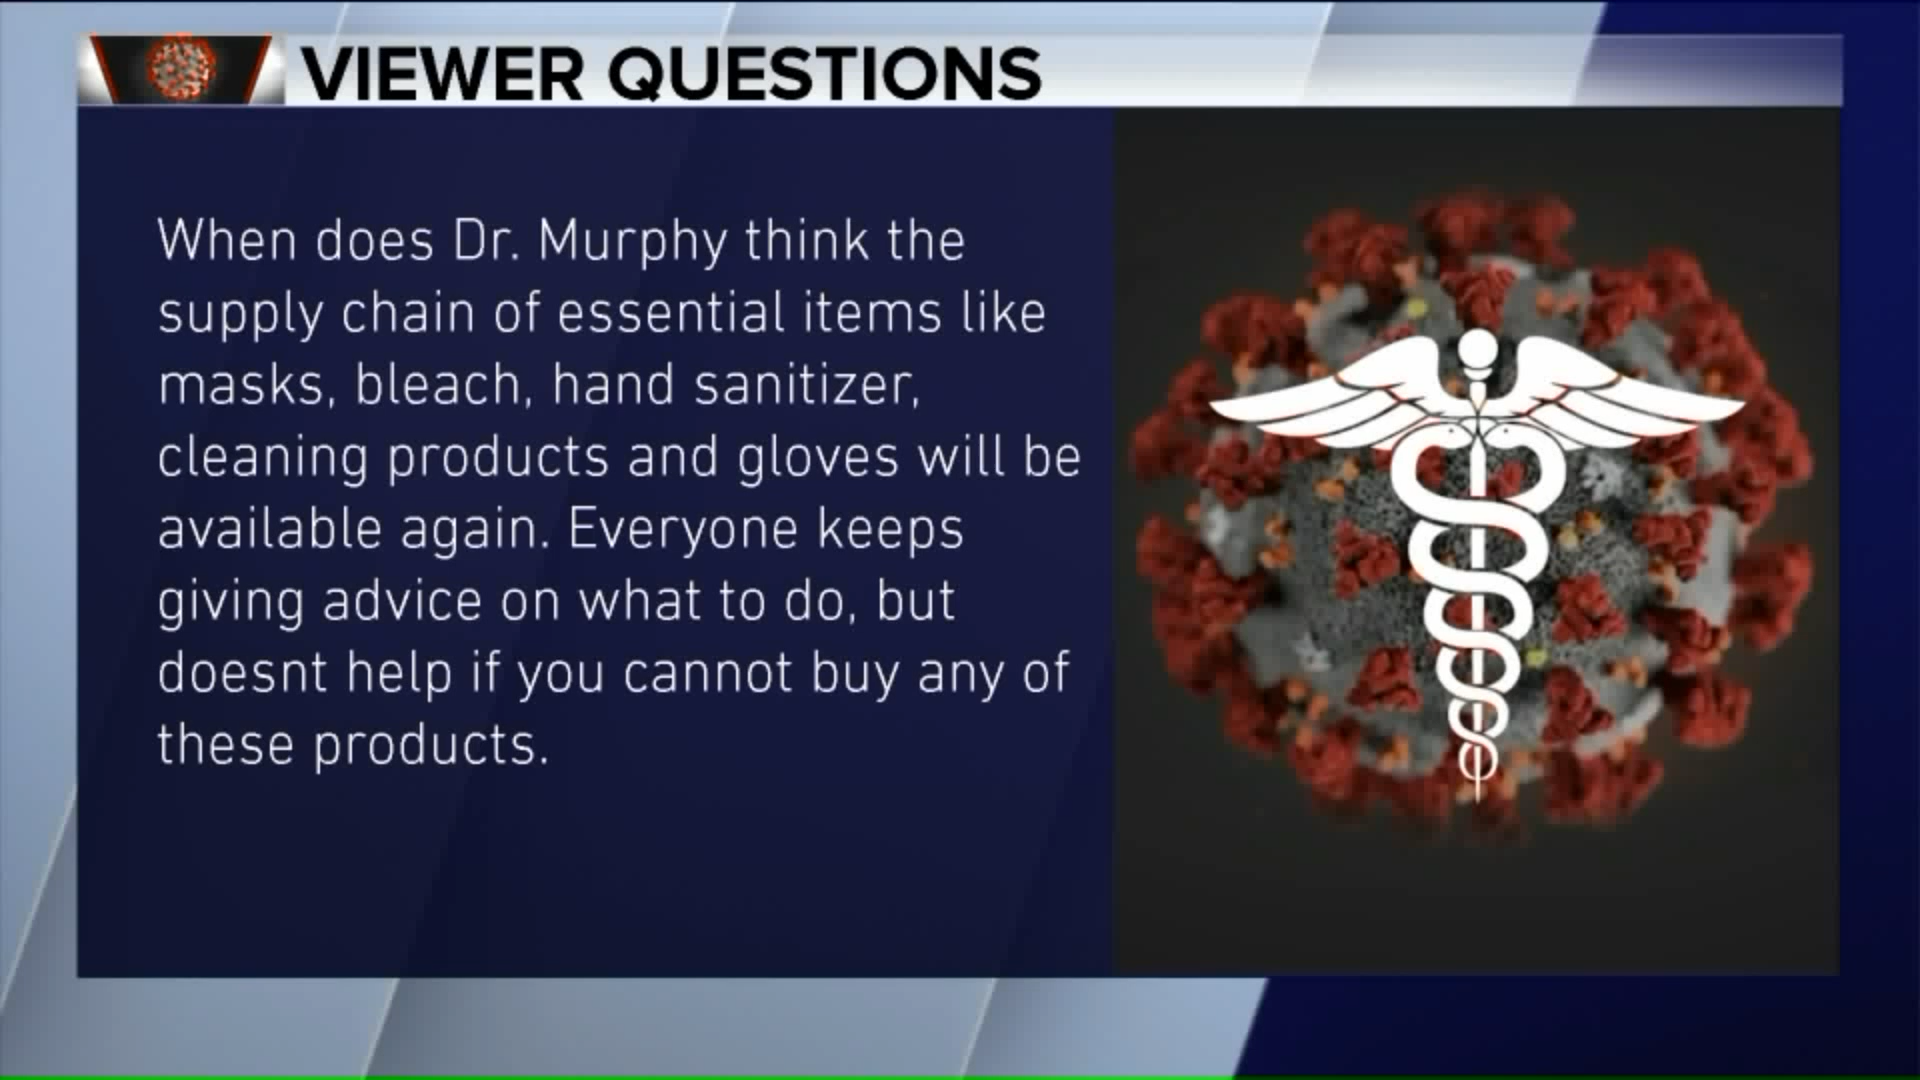 VIEWER QUESTIONS
When does Dr. Murphy think the
supply chain of essential items like
masks, bleach, hand sanitizer,
cleaning products and gloves will be
available again. Everyone keeps
giving advice on what to do, but
doesnt help if you cannot buy any of
these products.